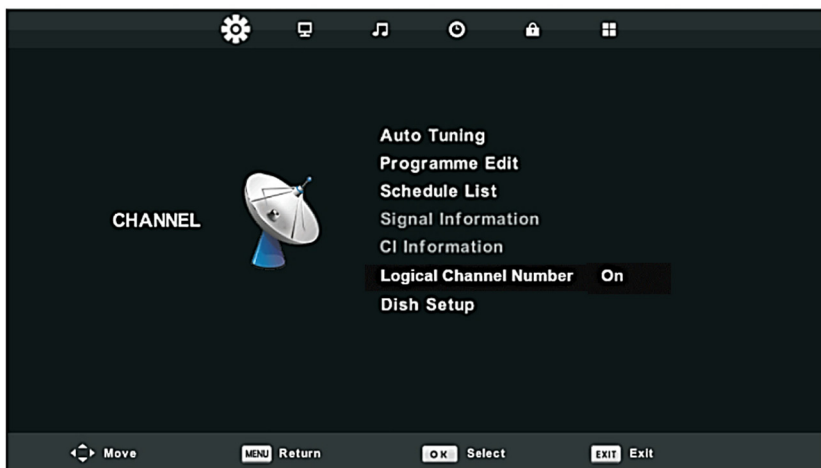 Auto Tuning
Programme Edit
Schedule List
CHANNEL
Signal Information
CI Information
Logical Channel Number On
Dish Setup
Move MENU Return OK Select EXIT Exit